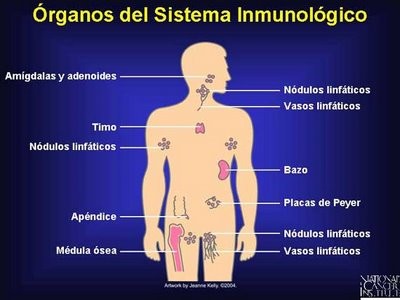 Órganos del Sistema Inmunológico
Amígdalas y adenoides
Nódulos linfáticos
Vasos linfáticos
Timo
Nódulos linfáticos
Bazo
Placas de Peyer
Apéndice
Nódulos linfáticos
Médula ósea
Vasos linfáticos
Artwork by Jeanne Kelly. ©2004.
NATIONAL
CANCER
INSTITUTE